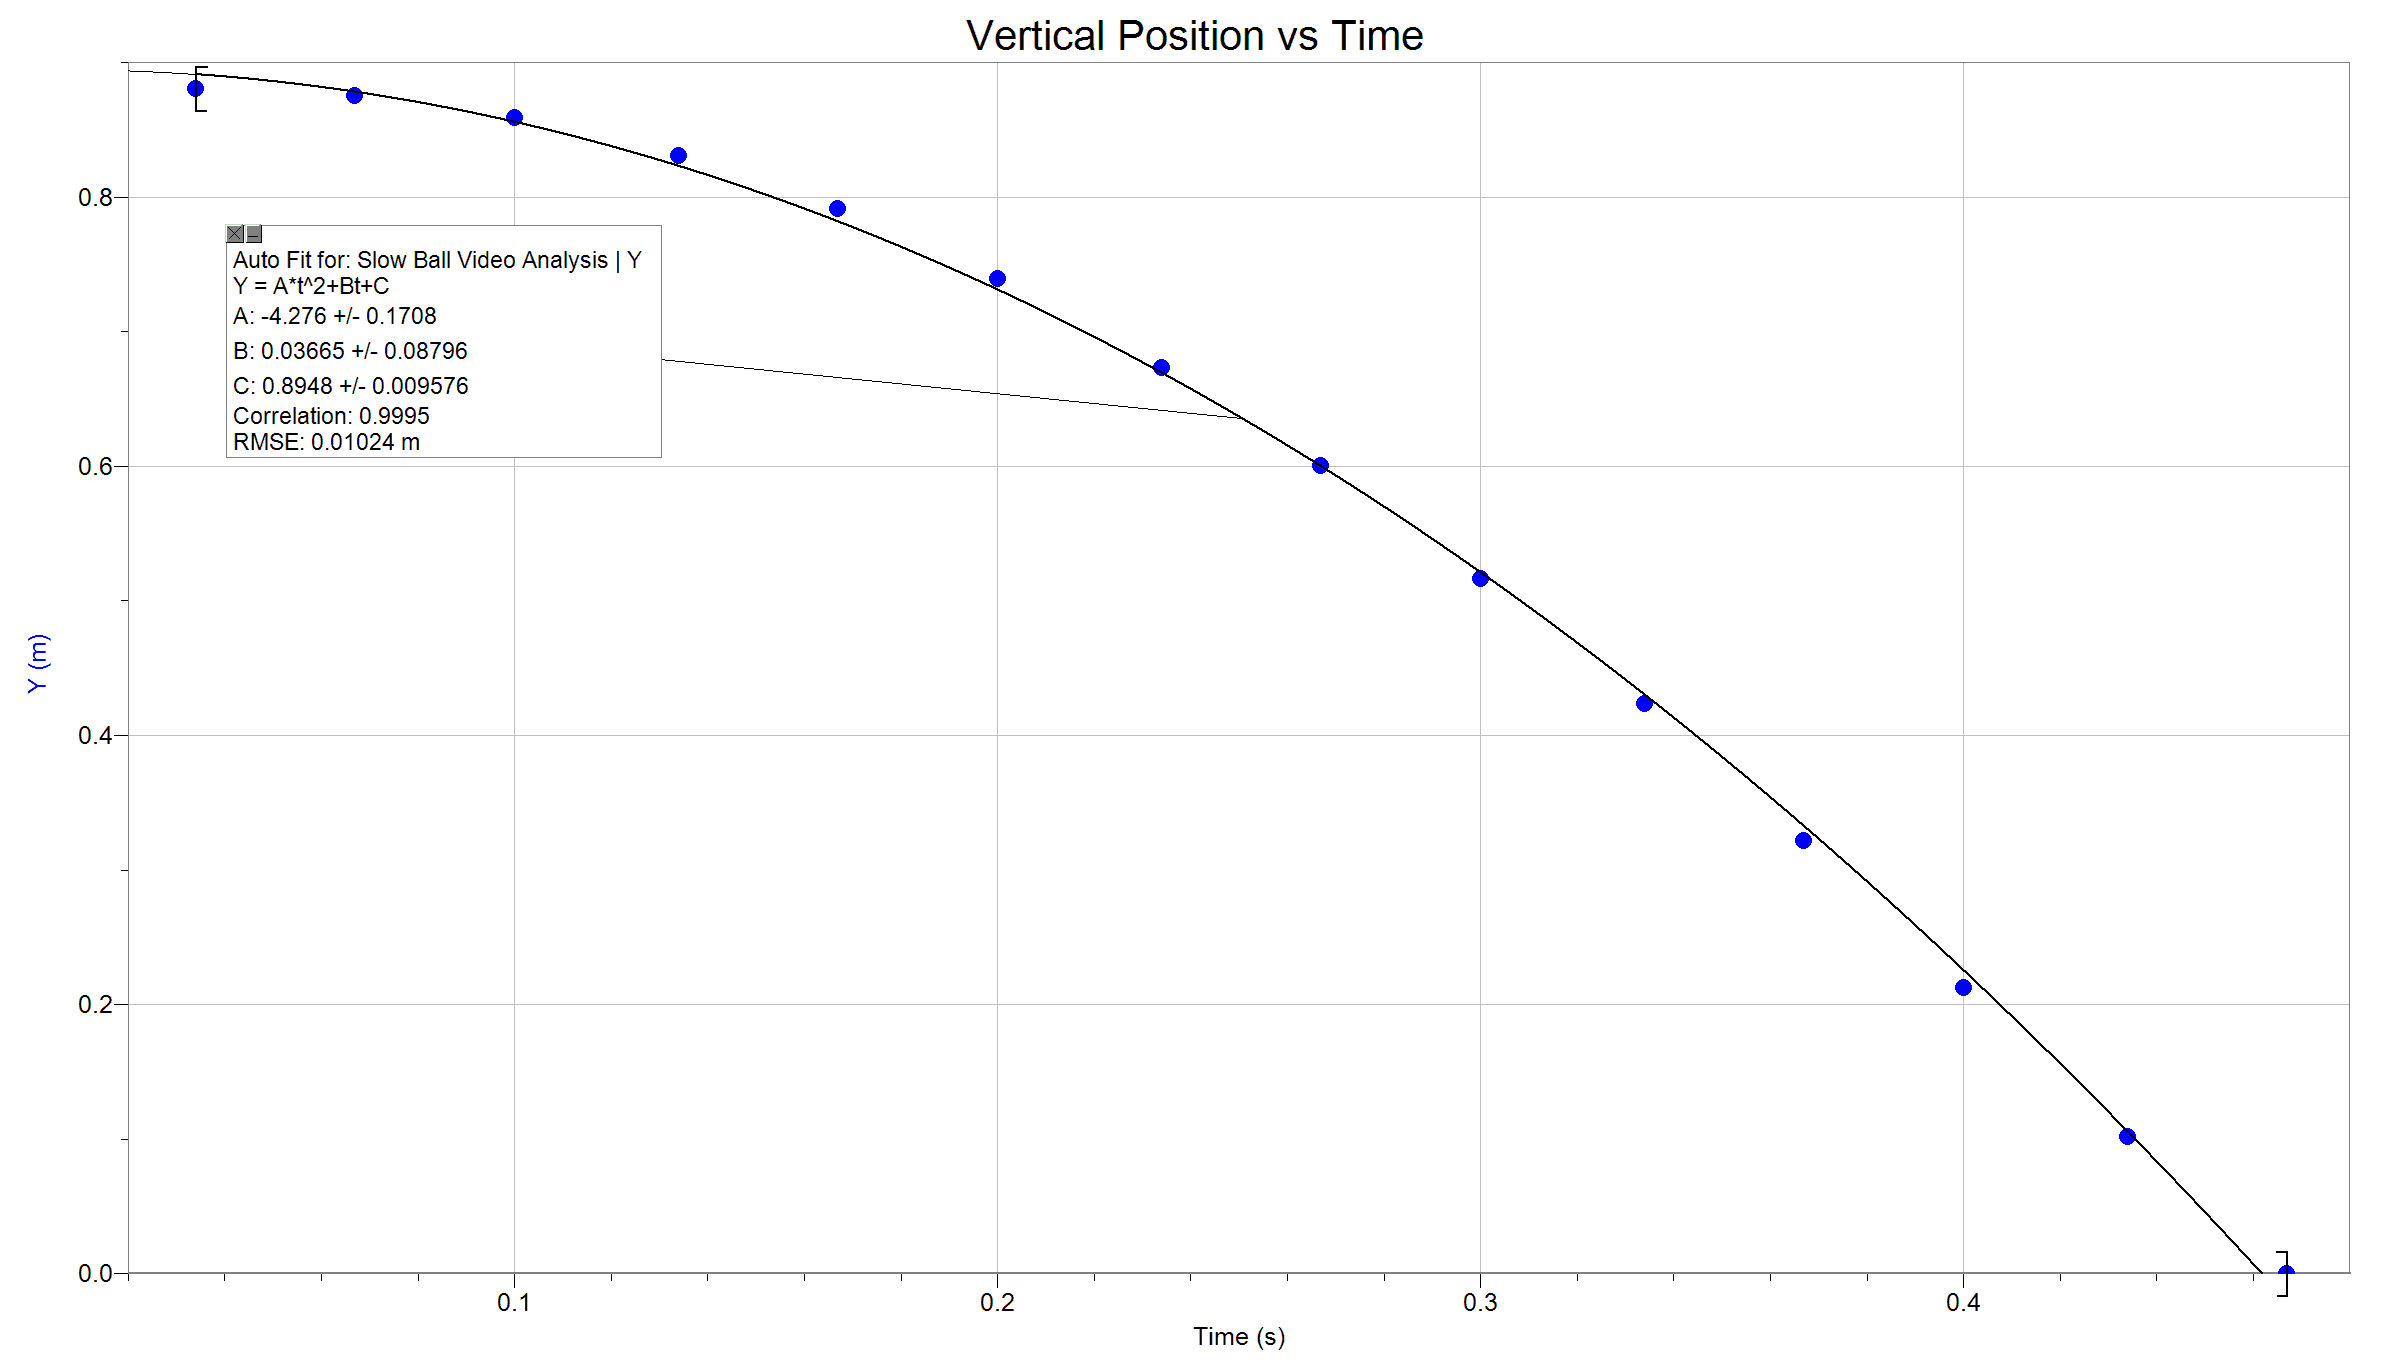 Vertical Position vs Time
0.8
Auto Fit for: Slow Ball Video Analysis | Y
Y = A*t^2+Bt+C
A: -4.276 +/- 0.1708
B: 0.03665 +/- 0.08796
C: 0.8948 +/- 0.009576
Correlation: 0.9995
RMSE: 0.01024 m
0.6
Y (m)
0.4
0.2
0.0
0.1 0.2 0.3 0.4
Time (s)